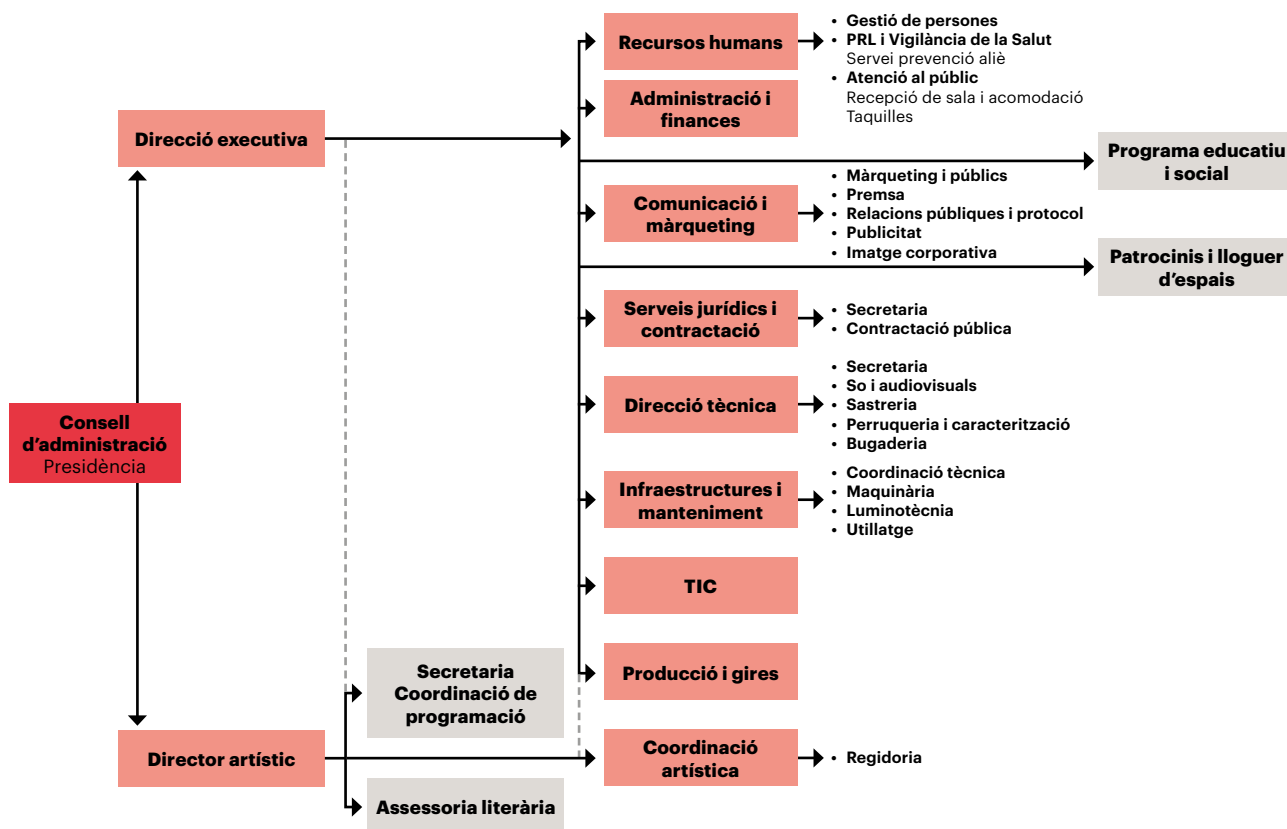 Consell
d'administració
Presidència
Direcció executiva
Director artístic
Secretaria
Coordinació de
programació
Assessoria literària
Recursos humans
• Gestió de persones
• PRL i Vigilància de la Salut
Servei prevenció aliè
• Atenció al públic
Recepció de sala i acomodació
Taquilles
Administració i
finances
Programa educatiu
i social
Comunicació i
màrqueting
• Màrqueting i públics
• Premsa
• Relacions públiques i protocol
• Publicitat
• Imatge corporativa
Patrocinis i lloguer
d'espais
Serveis jurídics i
contractació
• Secretaria
• Contractació pública
Direcció tècnica
• Secretaria
• So i audiovisuals
• Sastreria
• Perruqueria i caracterització
• Bugaderia
Infraestructures i
manteniment
• Coordinació tècnica
• Maquinària
• Luminotècnia
• Utillatge
TIC
Producció i gires
Coordinació
artística
• Regidoria